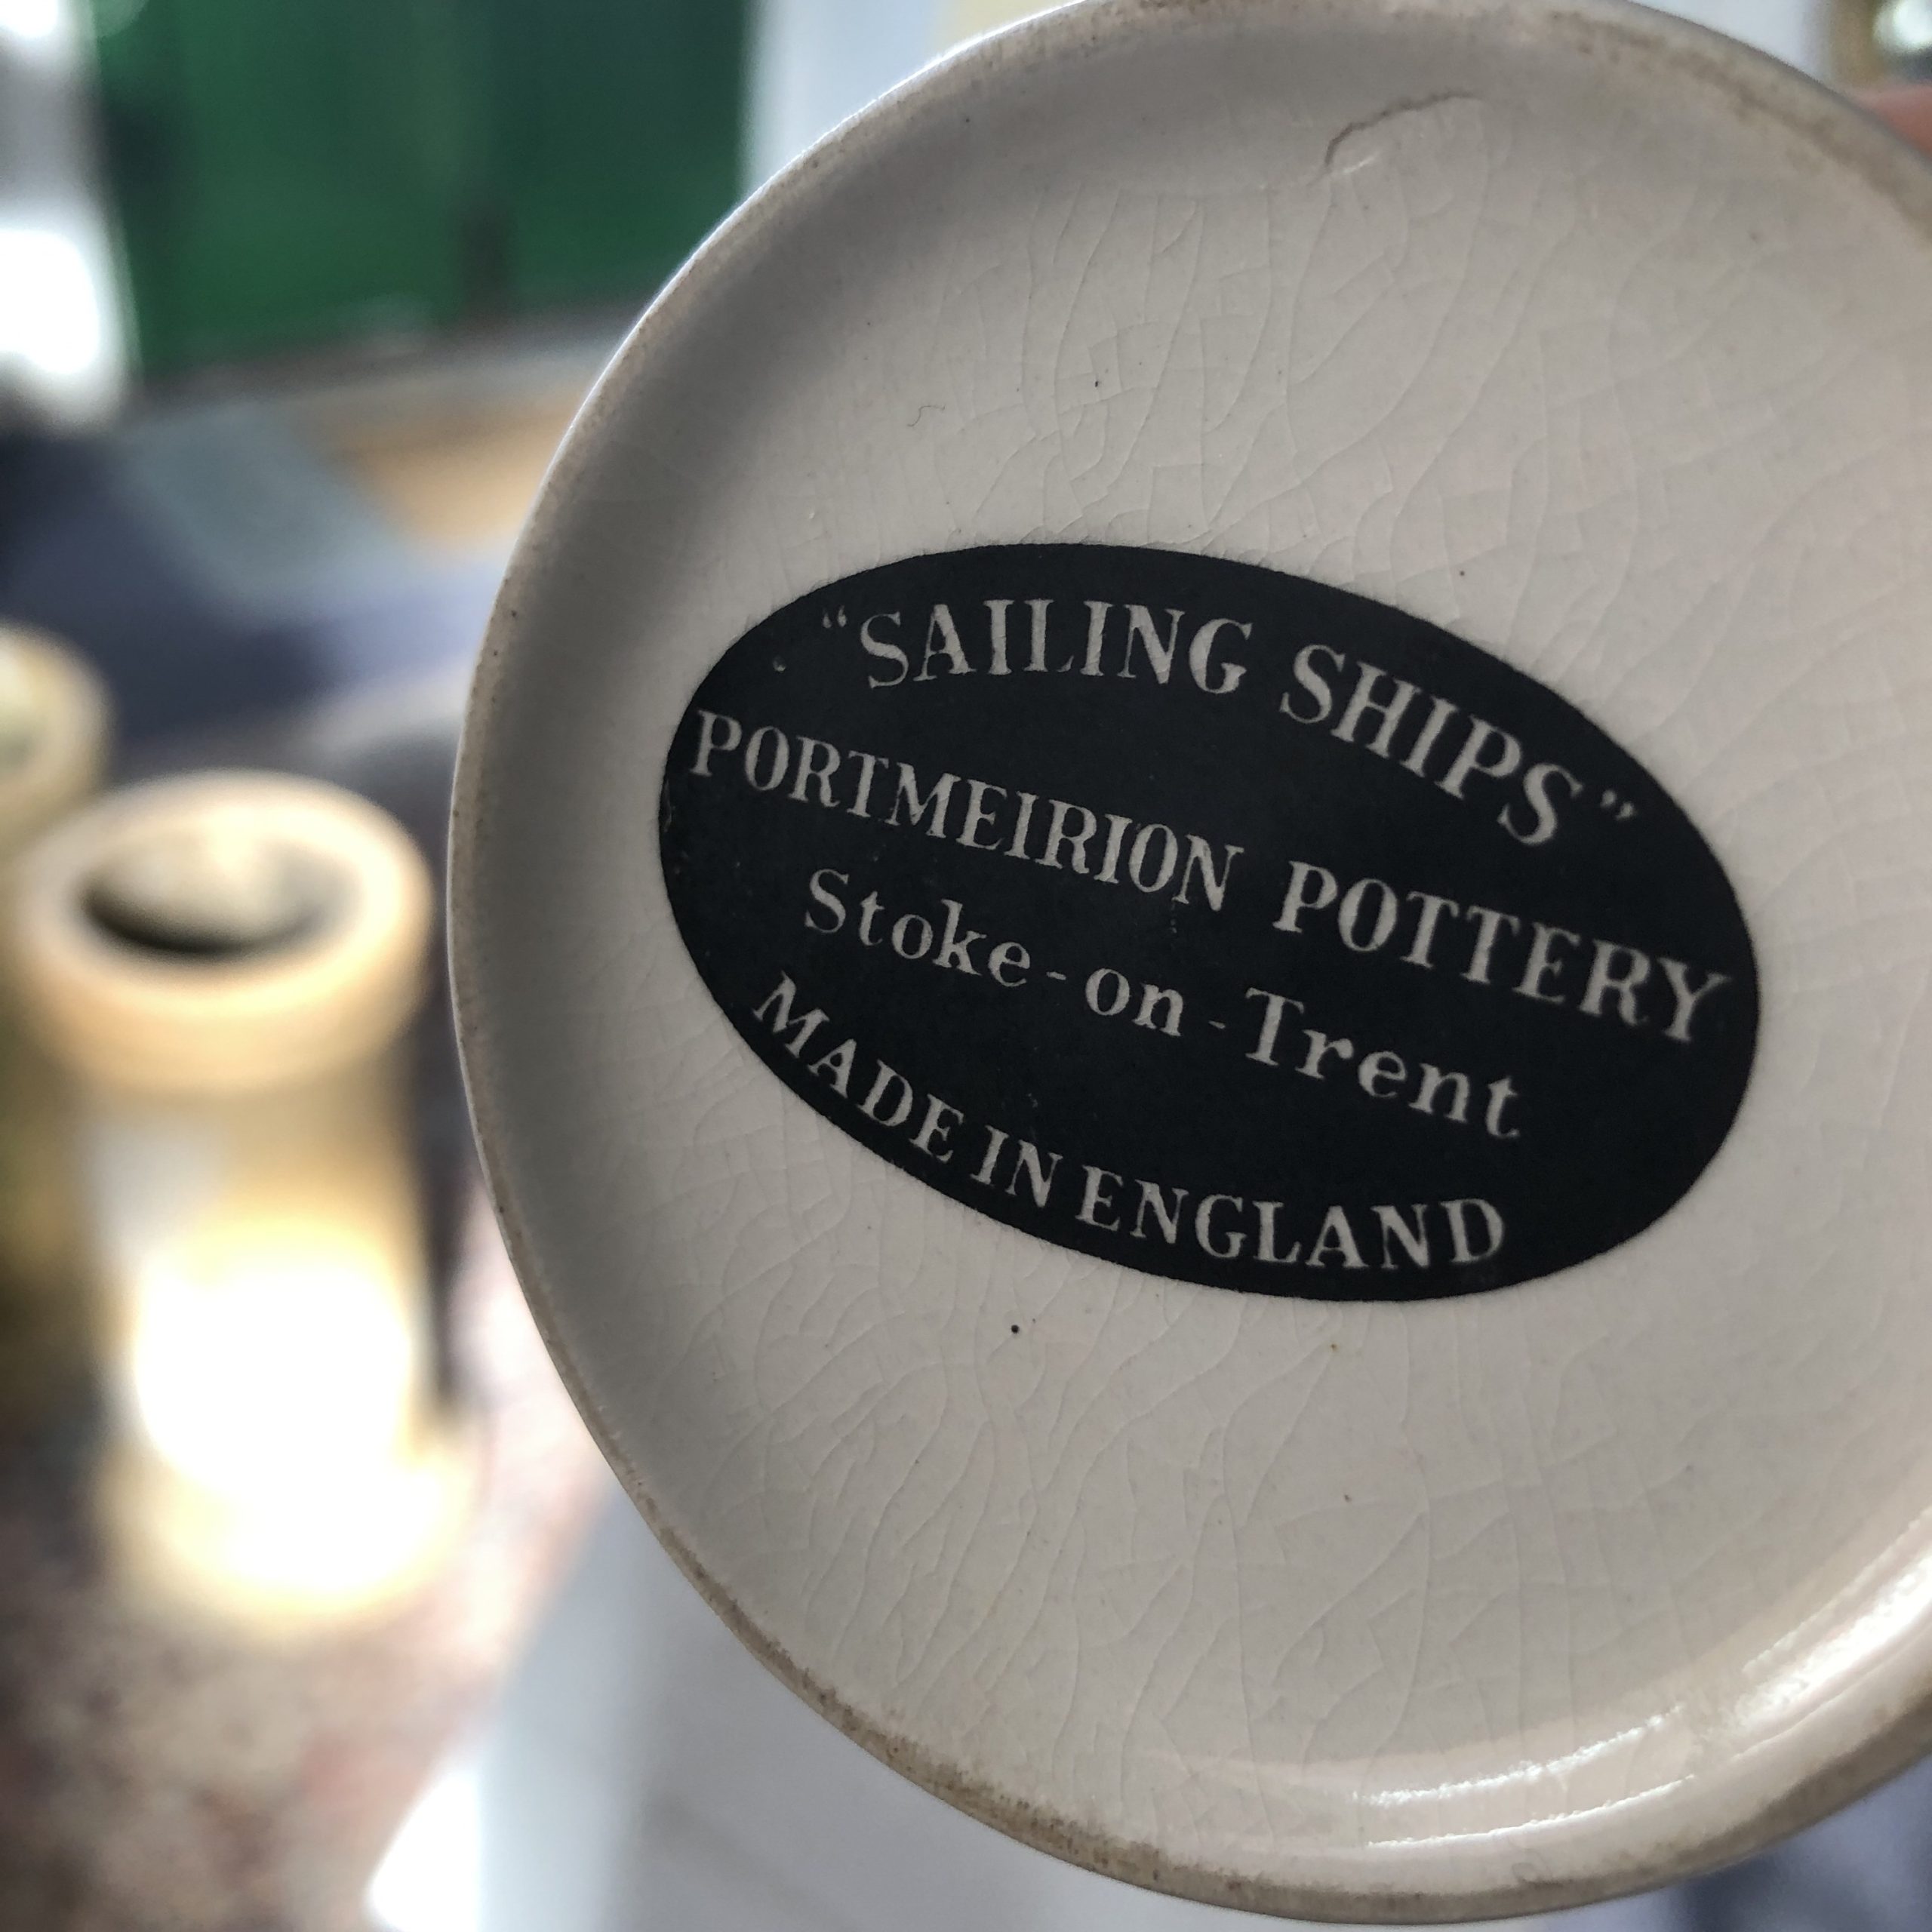 “SAILING SHIPS”
PORTMEIRION POTTERY
Stoke-on-Trent
MADE IN ENGLAND